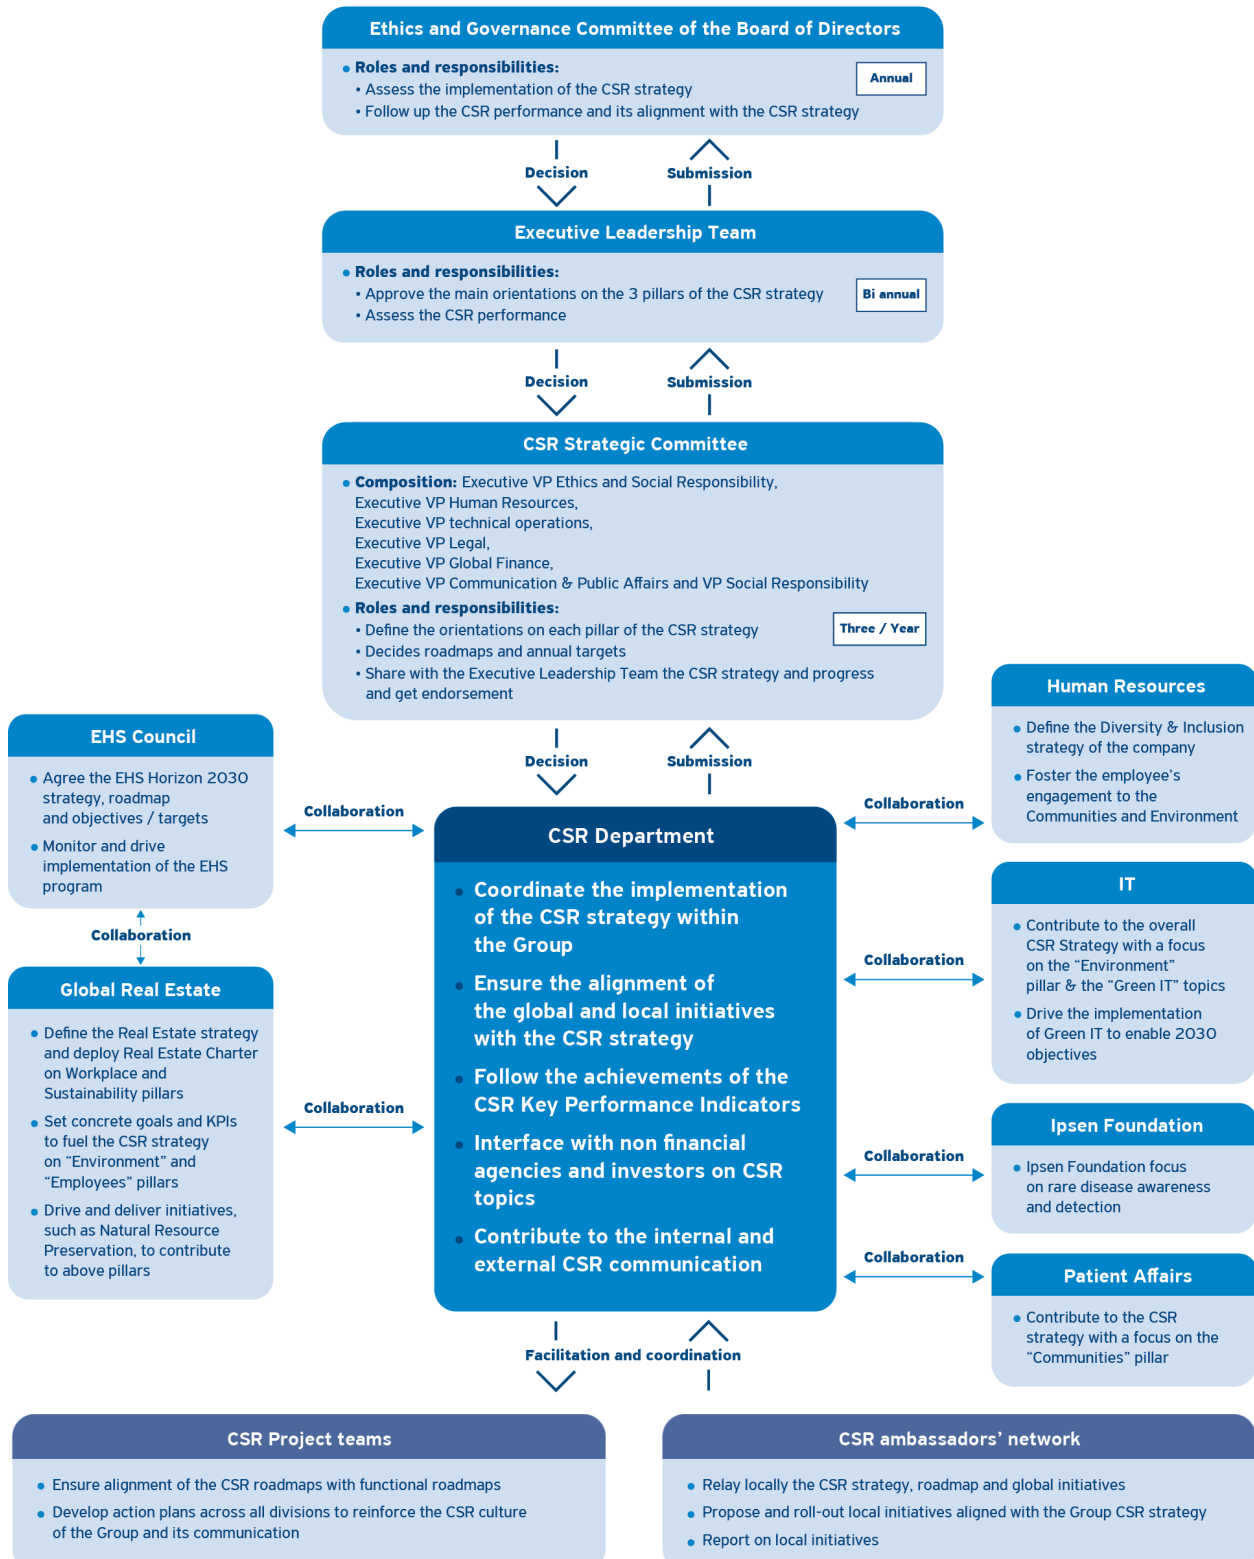 Ethics and Governance Committee of the Board of Directors
• Roles and responsibilities:
• Assess the implementation of the CSR strategy
• Follow up the CSR performance and its alignment with the CSR strategy
Annual
Decision
Submission
Executive Leadership Team
• Roles and responsibilities:
• Approve the main orientations on the 3 pillars of the CSR strategy
• Assess the CSR performance
Bi annual
Decision
Submission
CSR Strategic Committee
• Composition: Executive VP Ethics and Social Responsibility,
Executive VP Human Resources,
Executive VP technical operations,
Executive VP Legal,
Executive VP Global Finance,
Executive VP Communication & Public Affairs and VP Social Responsibility
• Roles and responsibilities:
• Define the orientations on each pillar of the CSR strategy
• Decides roadmaps and annual targets
• Share with the Executive Leadership Team the CSR strategy and progress
and get endorsement
Three / Year
Decision
Submission
EHS Council
• Agree the EHS Horizon 2030
strategy, roadmap
and objectives / targets
• Monitor and drive
implementation of the EHS
program
Collaboration
Collaboration
Global Real Estate
• Define the Real Estate strategy
and deploy Real Estate Charter
on Workplace and
Sustainability pillars
• Set concrete goals and KPIs
to fuel the CSR strategy
on "Environment" and
"Employees" pillars
• Drive and deliver initiatives,
such as Natural Resource
Preservation, to contribute
to above pillars
Collaboration
CSR Department
• Coordinate the implementation
of the CSR strategy within
the Group
• Ensure the alignment of
the global and local initiatives
with the CSR strategy
• Follow the achievements of the
CSR Key Performance Indicators
• Interface with non financial
agencies and investors on CSR
topics
• Contribute to the internal and
external CSR communication
Collaboration
Human Resources
• Define the Diversity & Inclusion
strategy of the company
• Foster the employee's
engagement to the
Communities and Environment
Collaboration
IT
• Contribute to the overall
CSR Strategy with a focus
on the "Environment"
pillar & the "Green IT" topics
• Drive the implementation
of Green IT to enable 2030
objectives
Collaboration
Ipsen Foundation
• Ipsen Foundation focus
on rare disease awareness
and detection
Collaboration
Patient Affairs
• Contribute to the CSR
strategy with a focus on the
"Communities" pillar
Facilitation and coordination
CSR Project teams
• Ensure alignment of the CSR roadmaps with functional roadmaps
• Develop action plans across all divisions to reinforce the CSR culture
of the Group and its communication
CSR ambassadors' network
• Relay locally the CSR strategy, roadmap and global initiatives
• Propose and roll-out local initiatives aligned with the Group CSR strategy
• Report on local initiatives